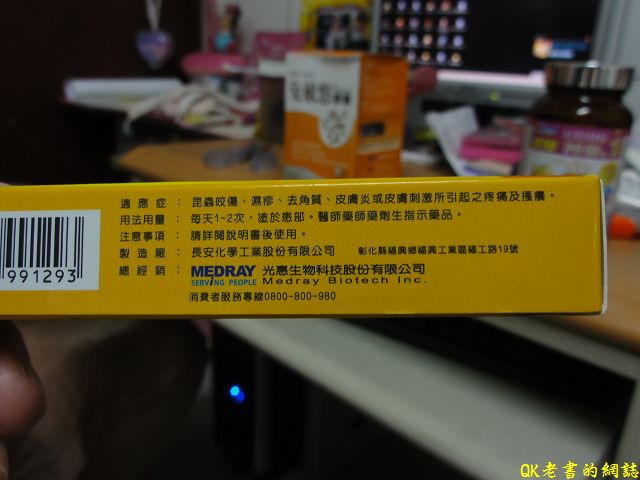 適應症：昆蟲咬傷、濕疹、去角質、皮膚炎或皮膚刺激所引起之疼痛及搔癢。
用法用量：每天1~2次，塗於患部。醫師藥師藥劑生指示藥品。
注意事項：請詳閱說明書後使用。
製造廠：長安化學工業股份有限公司 彰化縣福興鄉福興工業區福工路19號
總經銷：MEDRAY SERVING PEOPLE 光惠生物科技股份有限公司
Medray Biotech Inc.
消費者服務專線0800-800-980
991293
QK老書的網誌